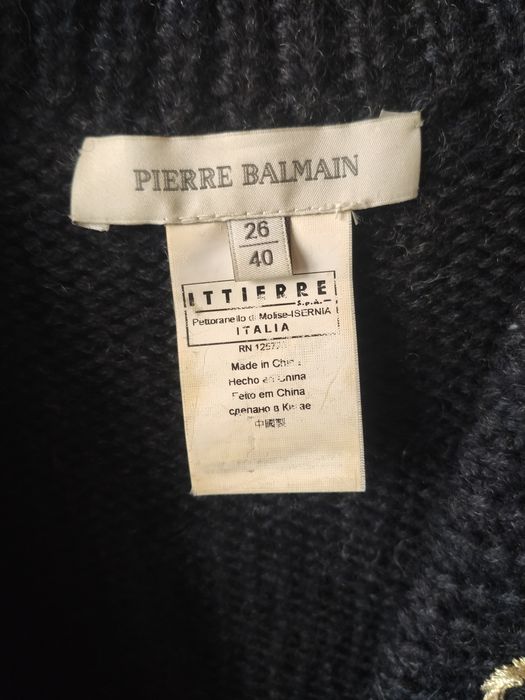 PIERRE BALMAIN
26
40
ITTIERRE
S.p.A.
Pettoranello di Molise-ISERNIA
ITALIA
RN
Made in China
Hecho en China
Feito em China
сделано в Китае
中國製